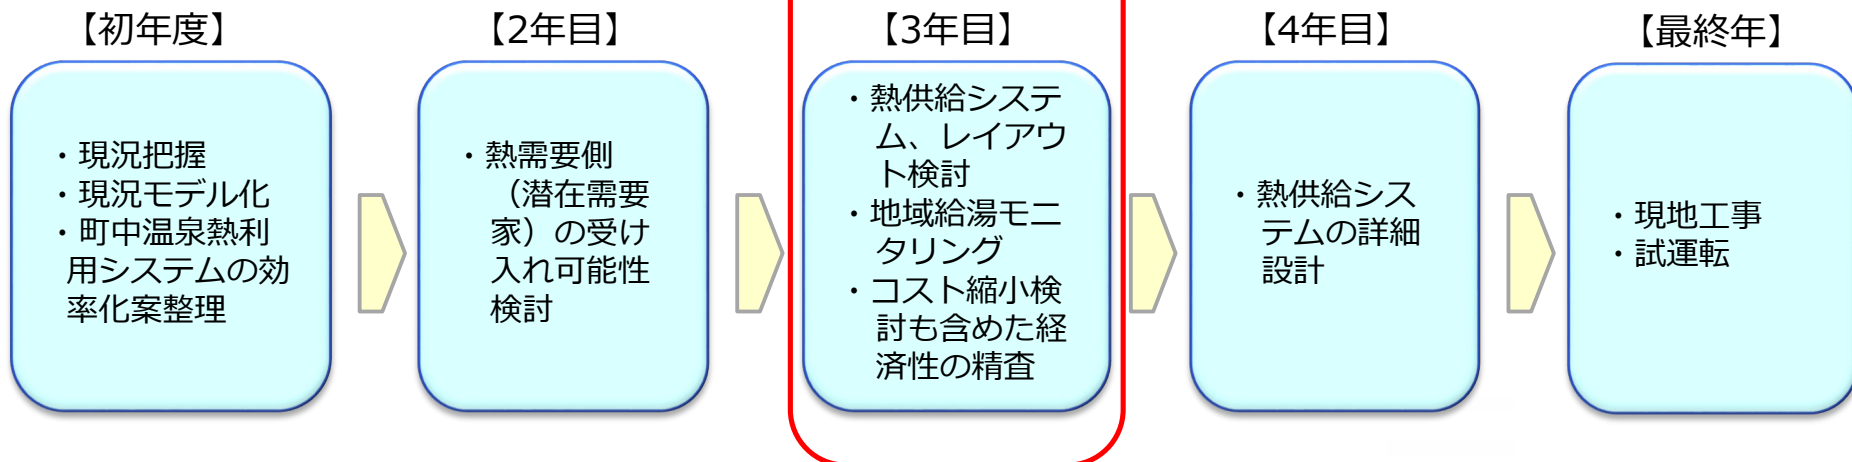 【初年度】
・現況把握
・現況モデル化
・町中温泉熱利
用システムの効
率化案整理
【2年目】
・熱需要側
（潜在需要
家）の受け
入れ可能性
検討
【3年目】
・熱供給システ
ム、レイアウ
ト検討
・地域給湯モニ
タリング
・コスト縮小検
討も含めた経
済性の精査
【4年目】
・熱供給シス
テムの詳細
設計
【最終年】
・現地工事
・試運転